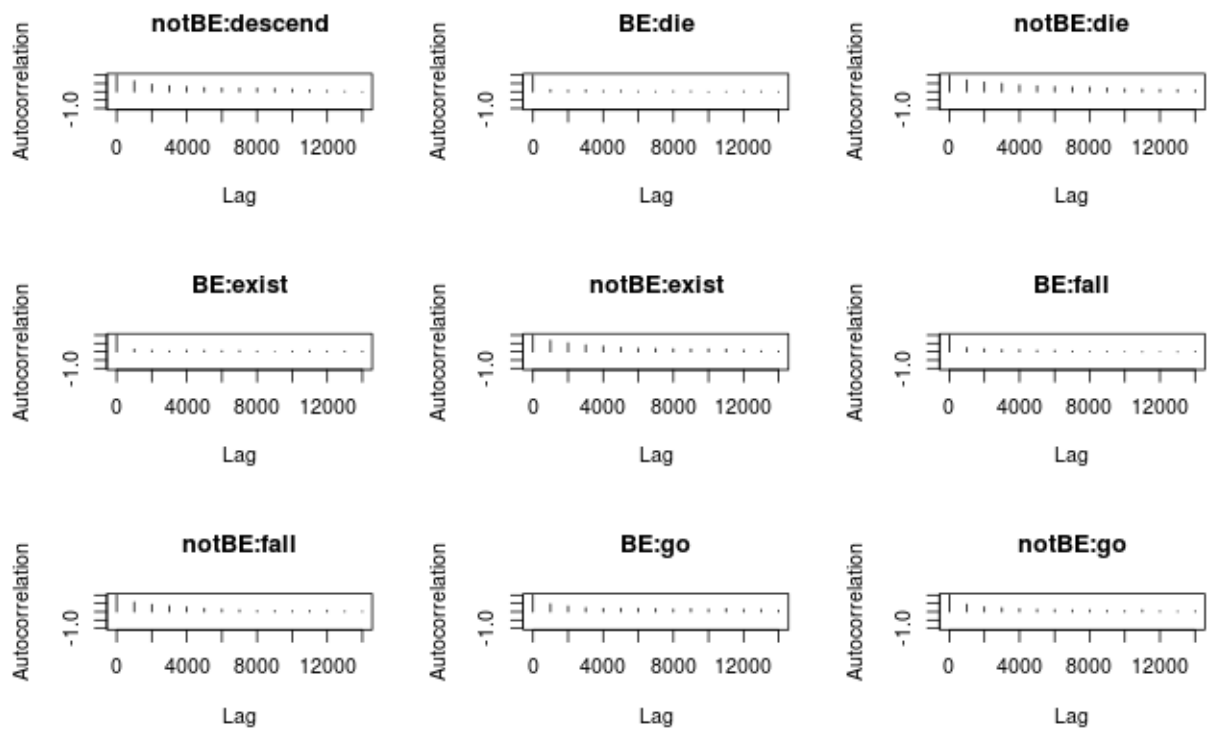 notBE:descend BE:die notBE:die
Autocorrelation -1.0 Autocorrelation -1.0 Autocorrelation -1.0
0 4000 8000 12000 0 4000 8000 12000 0 4000 8000 12000
Lag Lag Lag
BE:exist notBE:exist BE:fall
Autocorrelation -1.0 Autocorrelation -1.0 Autocorrelation -1.0
0 4000 8000 12000 0 4000 8000 12000 0 4000 8000 12000
Lag Lag Lag
notBE:fall BE:go notBE:go
Autocorrelation -1.0 Autocorrelation -1.0 Autocorrelation -1.0
0 4000 8000 12000 0 4000 8000 12000 0 4000 8000 12000
Lag Lag Lag